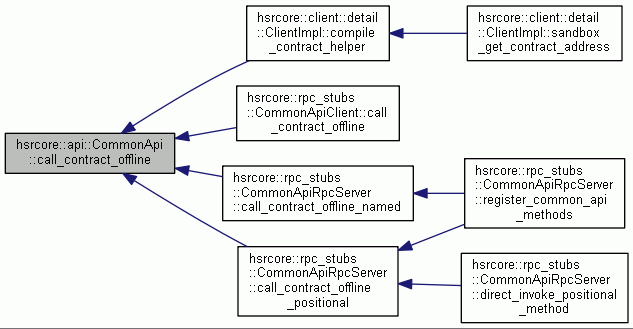 hsrcore::api::CommonApi
::call_contract_offline
hsrcore::client::detail
::ClientImpl::compile
_contract_helper
hsrcore::client::detail
::ClientImpl::sandbox
_get_contract_address
hsrcore::rpc_stubs
::CommonApiClient::call
_contract_offline
hsrcore::rpc_stubs
::CommonApiRpcServer
::call_contract_offline_named
hsrcore::rpc_stubs
::CommonApiRpcServer
::register_common_api
_methods
hsrcore::rpc_stubs
::CommonApiRpcServer
::call_contract_offline
_positional
hsrcore::rpc_stubs
::CommonApiRpcServer
::direct_invoke_positional
_method